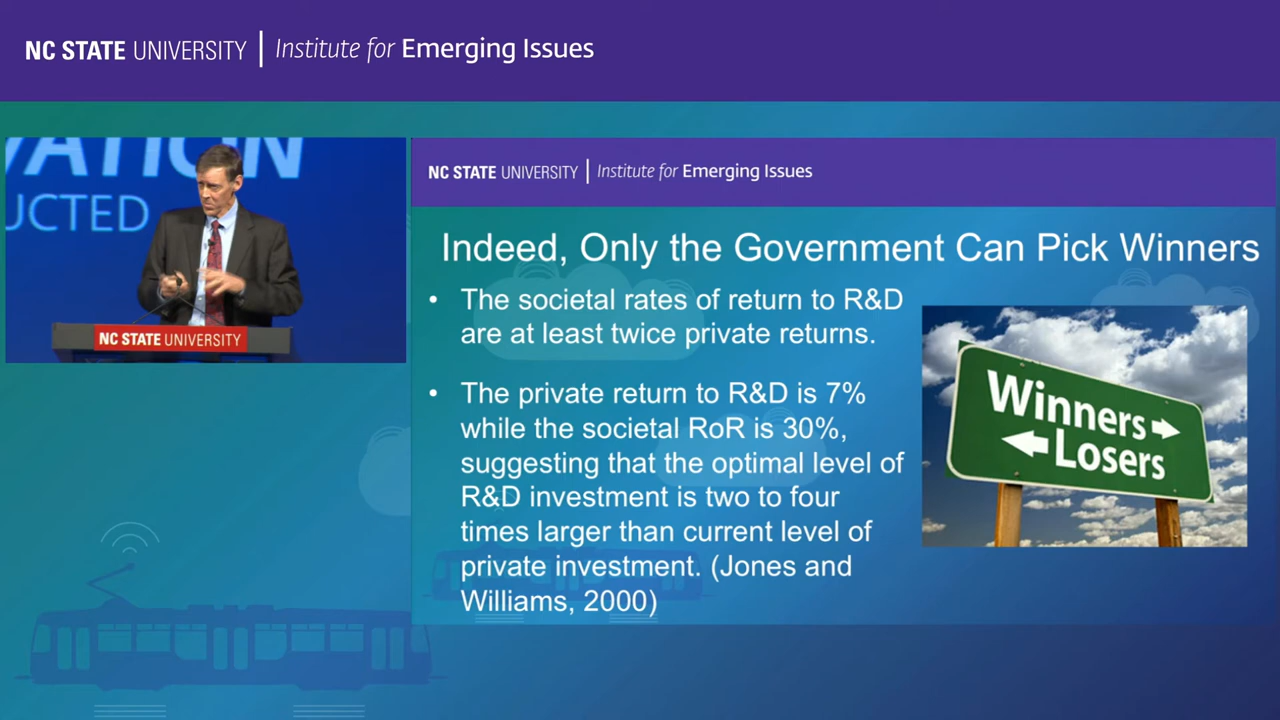 NC STATE UNIVERSITY | Institute for Emerging Issues
VATION
UCTED
NC STATE UNIVERSITY
NC STATE UNIVERSITY | Institute for Emerging Issues
Indeed, Only the Government Can Pick Winners
• The societal rates of return to R&D
are at least twice private returns.
• The private return to R&D is 7%
while the societal RoR is 30%,
suggesting that the optimal level of
R&D investment is two to four
times larger than current level of
private investment. (Jones and
Williams, 2000)
Winners
Losers